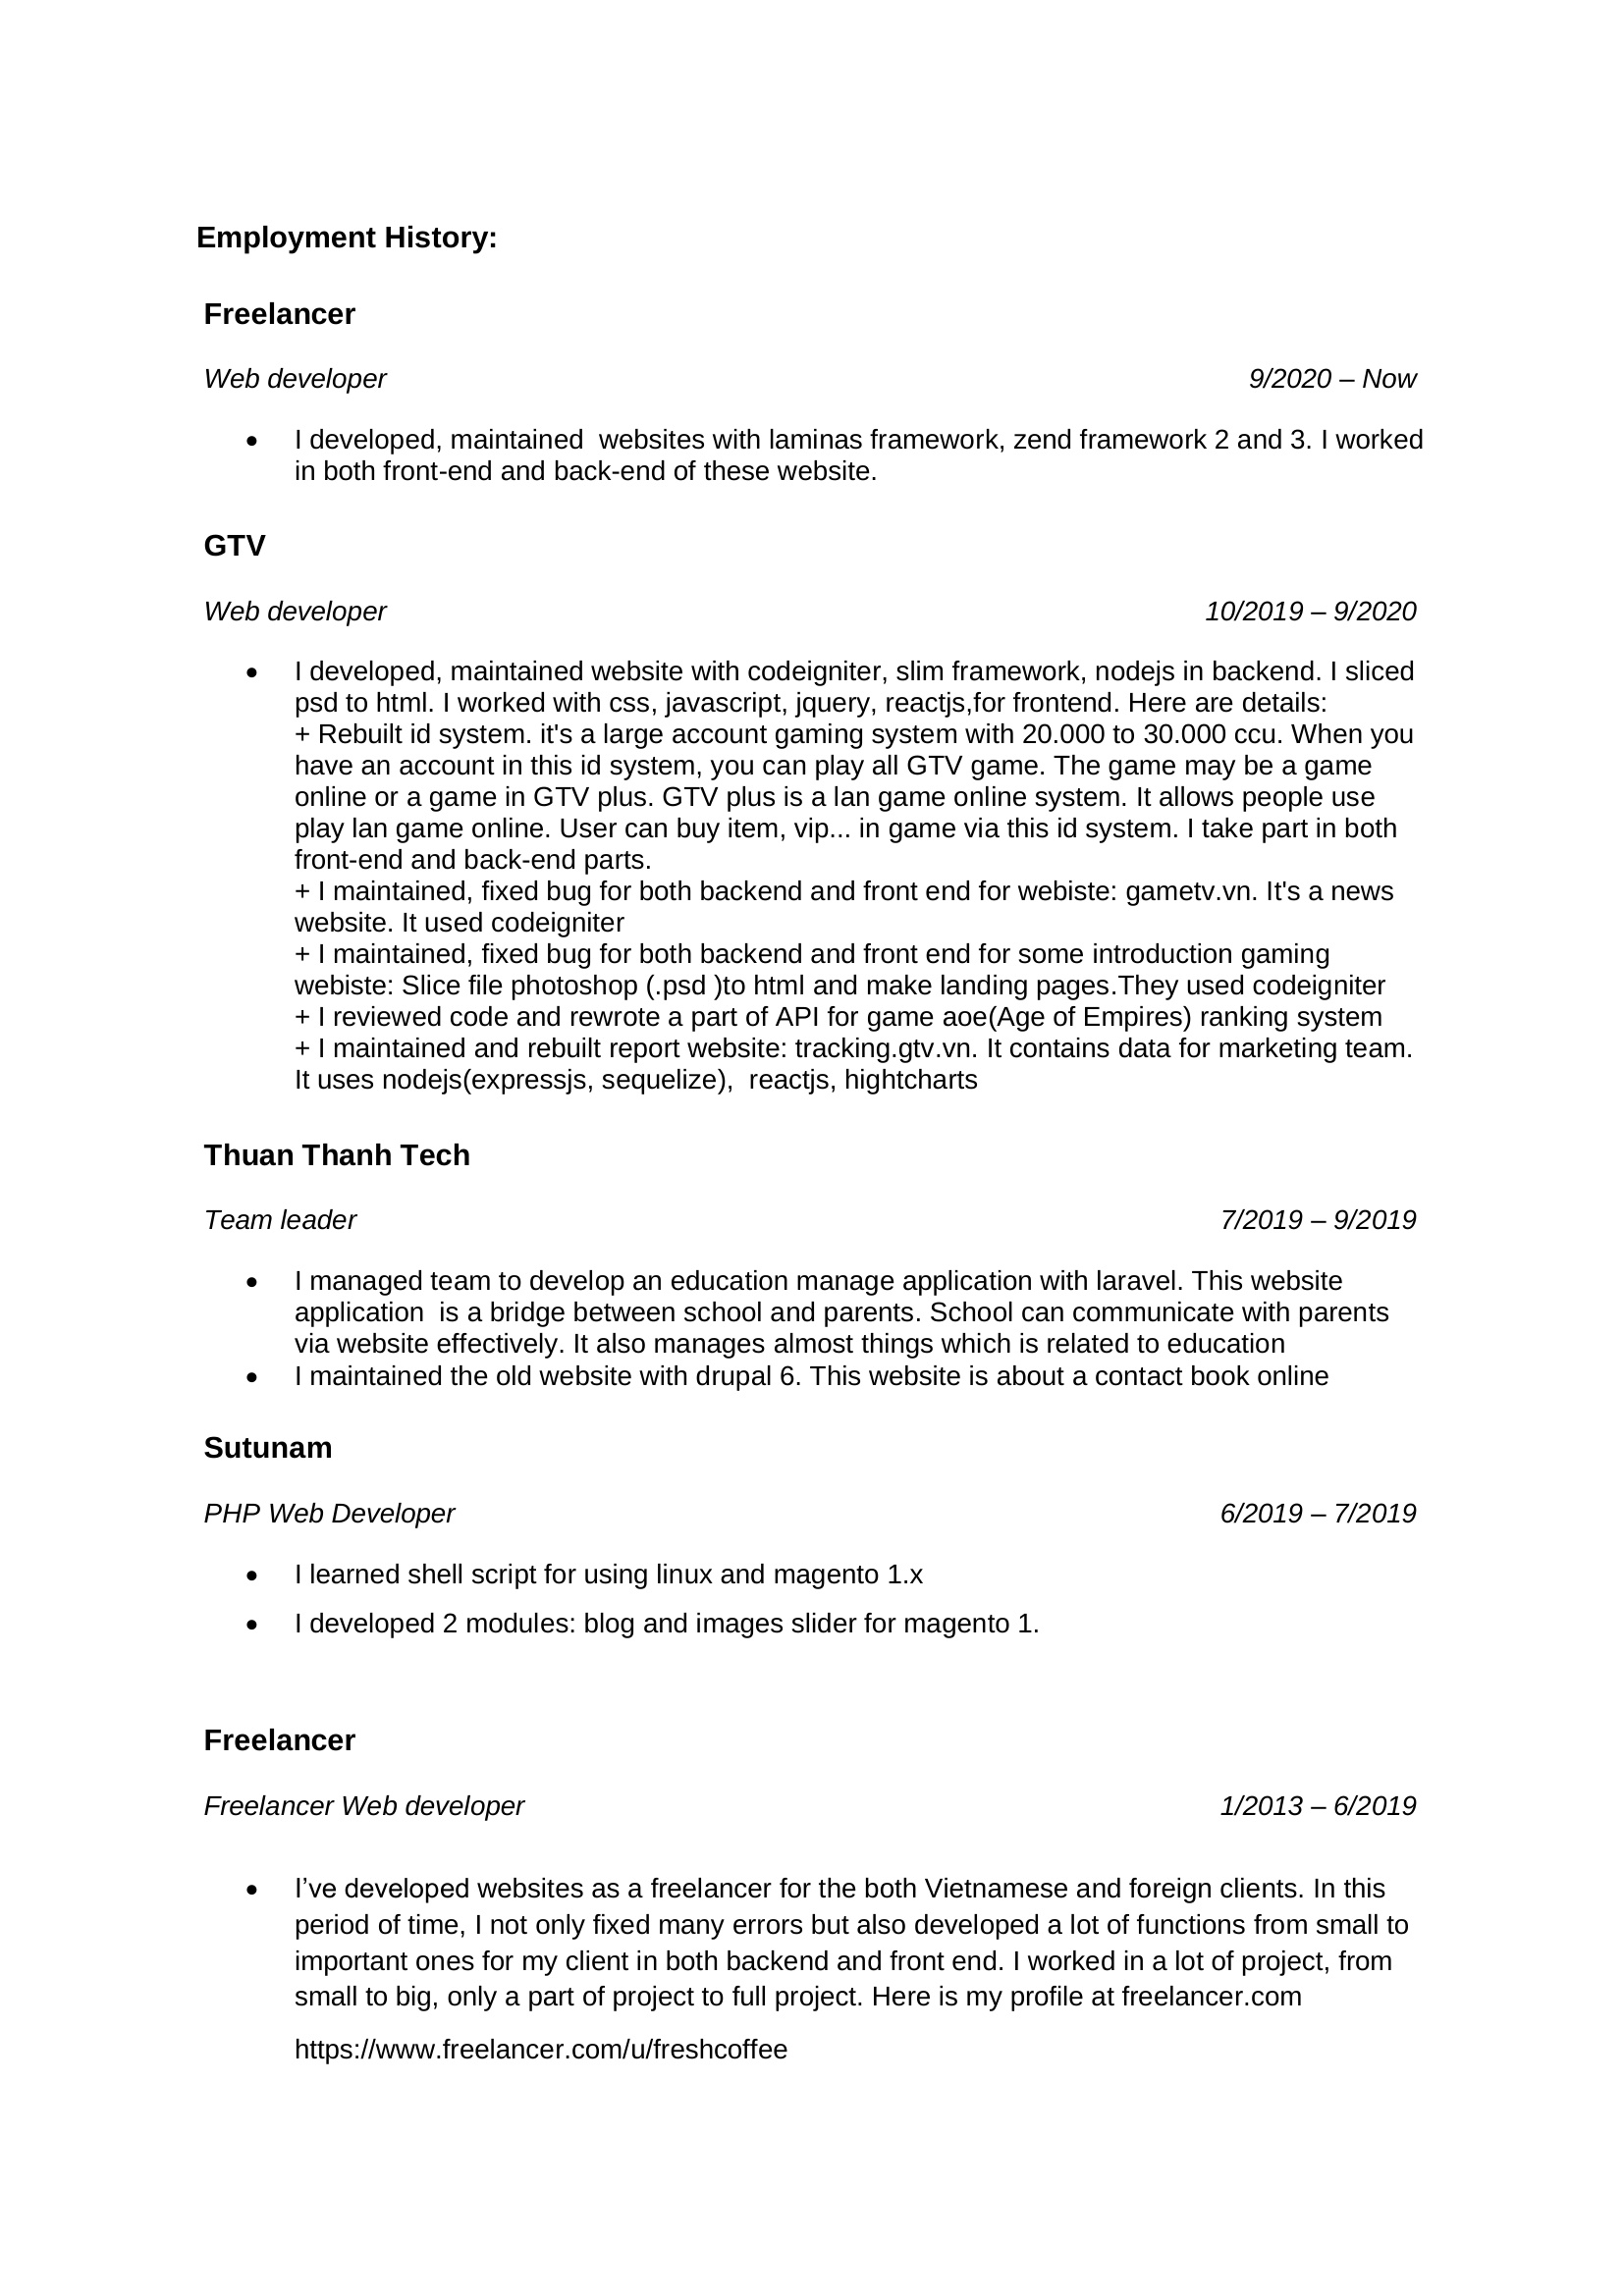 Employment History:
Freelancer
Web developer 9/2020 – Now
• I developed, maintained  websites with laminas framework, zend framework 2 and 3. I worked
in both front-end and back-end of these website.
GTV
Web developer 10/2019 – 9/2020
• I developed, maintained website with codeigniter, slim framework, nodejs in backend. I sliced
psd to html. I worked with css, javascript, jquery, reactjs,for frontend. Here are details:
+ Rebuilt id system. it's a large account gaming system with 20.000 to 30.000 ccu. When you
have an account in this id system, you can play all GTV game. The game may be a game
online or a game in GTV plus. GTV plus is a lan game online system. It allows people use
play lan game online. User can buy item, vip... in game via this id system. I take part in both
front-end and back-end parts.
+ I maintained, fixed bug for both backend and front end for webiste: gametv.vn. It's a news
website. It used codeigniter
+ I maintained, fixed bug for both backend and front end for some introduction gaming
webiste: Slice file photoshop (.psd )to html and make landing pages.They used codeigniter
+ I reviewed code and rewrote a part of API for game aoe(Age of Empires) ranking system
+ I maintained and rebuilt report website: tracking.gtv.vn. It contains data for marketing team.
It uses nodejs(expressjs, sequelize),  reactjs, hightcharts
Thuan Thanh Tech
Team leader 7/2019 – 9/2019
• I managed team to develop an education manage application with laravel. This website
application  is a bridge between school and parents. School can communicate with parents
via website effectively. It also manages almost things which is related to education
• I maintained the old website with drupal 6. This website is about a contact book online
Sutunam
PHP Web Developer 6/2019 – 7/2019
• I learned shell script for using linux and magento 1.x
• I developed 2 modules: blog and images slider for magento 1.
Freelancer
Freelancer Web developer 1/2013 – 6/2019
• I’ve developed websites as a freelancer for the both Vietnamese and foreign clients. In this
period of time, I not only fixed many errors but also developed a lot of functions from small to
important ones for my client in both backend and front end. I worked in a lot of project, from
small to big, only a part of project to full project. Here is my profile at freelancer.com
https://www.freelancer.com/u/freshcoffee